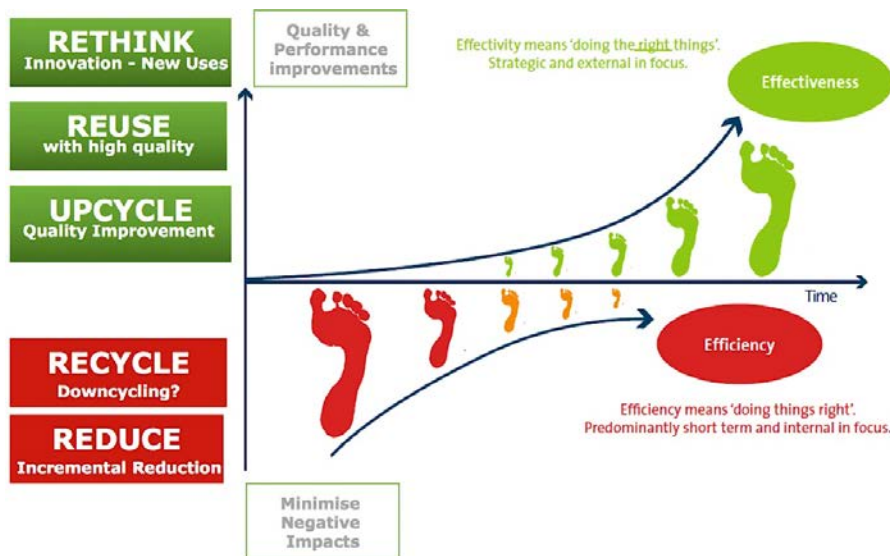 RETHINK
Innovation - New Uses
REUSE
with high quality
UPCYCLE
Quality Improvement
RECYCLE
Downcycling?
REDUCE
Incremental Reduction
Quality &
Performance
improvements
Effectivity means ‘doing the right things’.
Strategic and external in focus.
Effectiveness
Time
Efficiency
Efficiency means ‘doing things right’.
Predominantly short term and internal in focus.
Minimise
Negative
Impacts